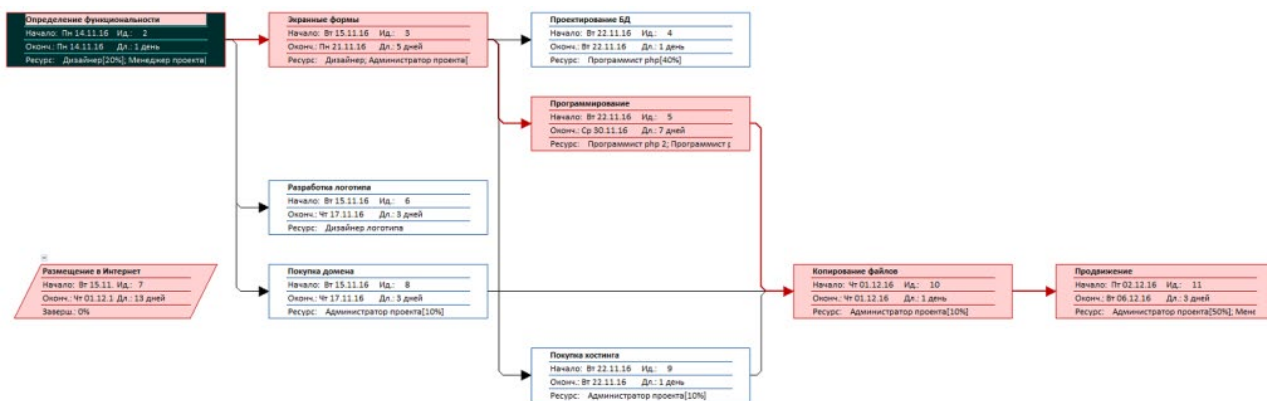 Определение функциональности
Начало: Пн 14.11.16 Ид.: 2
Оконч.: Пн 14.11.16 Дл.: 1 день
Ресурс: Дизайнер[20%]; Менеджер проекта[
Экранные формы
Начало: Вт 15.11.16 Ид.: 3
Оконч.: Пн 21.11.16 Дл.: 5 дней
Ресурс: Дизайнер; Администратор проекта[
Проектирование БД
Начало: Вт 22.11.16 Ид.: 4
Оконч.: Вт 22.11.16 Дл.: 1 день
Ресурс: Программист php[40%]
Программирование
Начало: Вт 22.11.16 Ид.: 5
Оконч.: Ср 30.11.16 Дл.: 7 дней
Ресурс: Программист php 2; Программист р
Разработка логотипа
Начало: Вт 15.11.16 Ид.: 6
Оконч.: Чт 17.11.16 Дл.: 3 дней
Ресурс: Дизайнер логотипа
Размещение в Интернет
Начало: Вт 15.11. Ид.: 7
Оконч.: Чт 01.12.1 Дл.: 13 дней
Заверш.: 0%
Покупка домена
Начало: Вт 15.11.16 Ид.: 8
Оконч.: Чт 17.11.16 Дл.: 3 дней
Ресурс: Администратор проекта[10%]
Копирование файлов
Начало: Чт 01.12.16 Ид.: 10
Оконч.: Чт 01.12.16 Дл.: 1 день
Ресурс: Администратор проекта[10%]
Продвижение
Начало: Пт 02.12.16 Ид.: 11
Оконч.: Вт 06.12.16 Дл.: 3 дней
Ресурс: Администратор проекта[50%]; Мене
Покупка хостинга
Начало: Вт 22.11.16 Ид.: 9
Оконч.: Вт 22.11.16 Дл.: 1 день
Ресурс: Администратор проекта[10%]